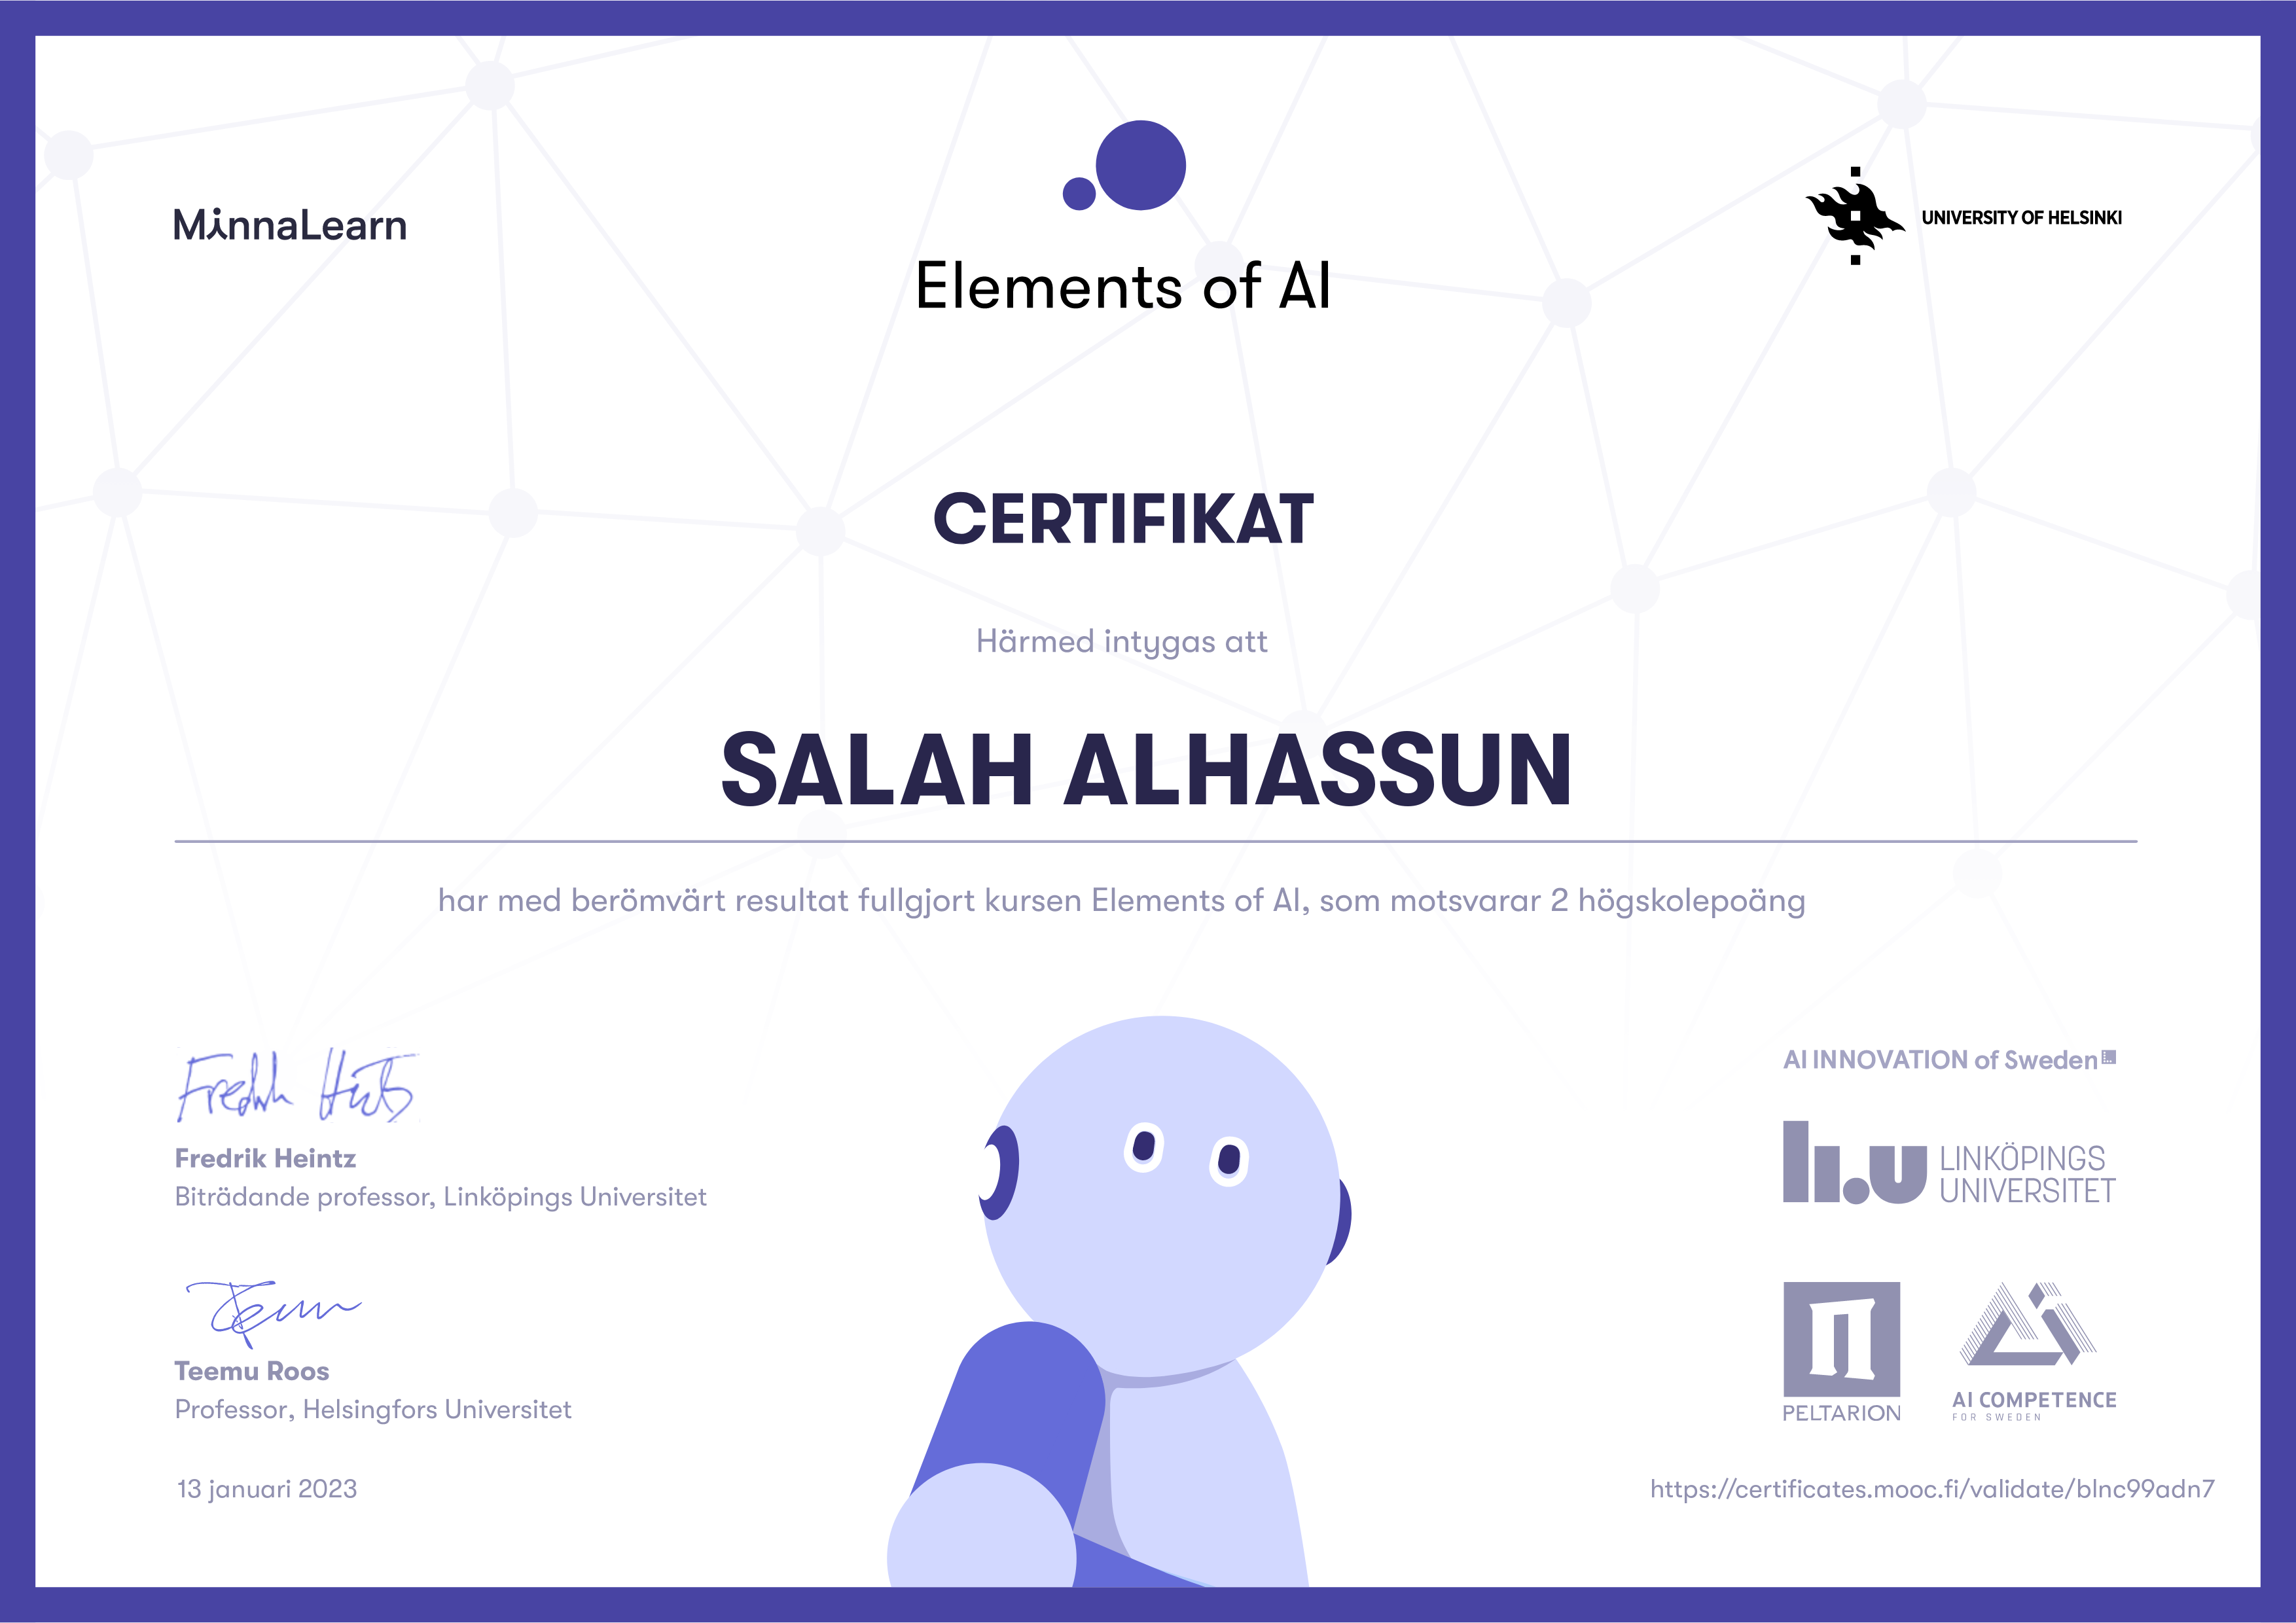 MinnaLearn
Elements of AI
UNIVERSITY OF HELSINKI
CERTIFIKAT
Härmed intygas att
SALAH ALHASSUN
har med berömvärt resultat fullgjort kursen Elements of AI, som motsvarar 2 högskolepoäng
Fredrik Heintz
Biträdande professor, Linköpings Universitet
Teemu
Teemu Roos
Professor, Helsingfors Universitet
13 januari 2023
AI INNOVATION of Sweden
li.u LINKÖPINGS
UNIVERSITET
PELTARION
AI COMPETENCE
FOR SWEDEN
https://certificates.mooc.fi/validate/blnc99adn7